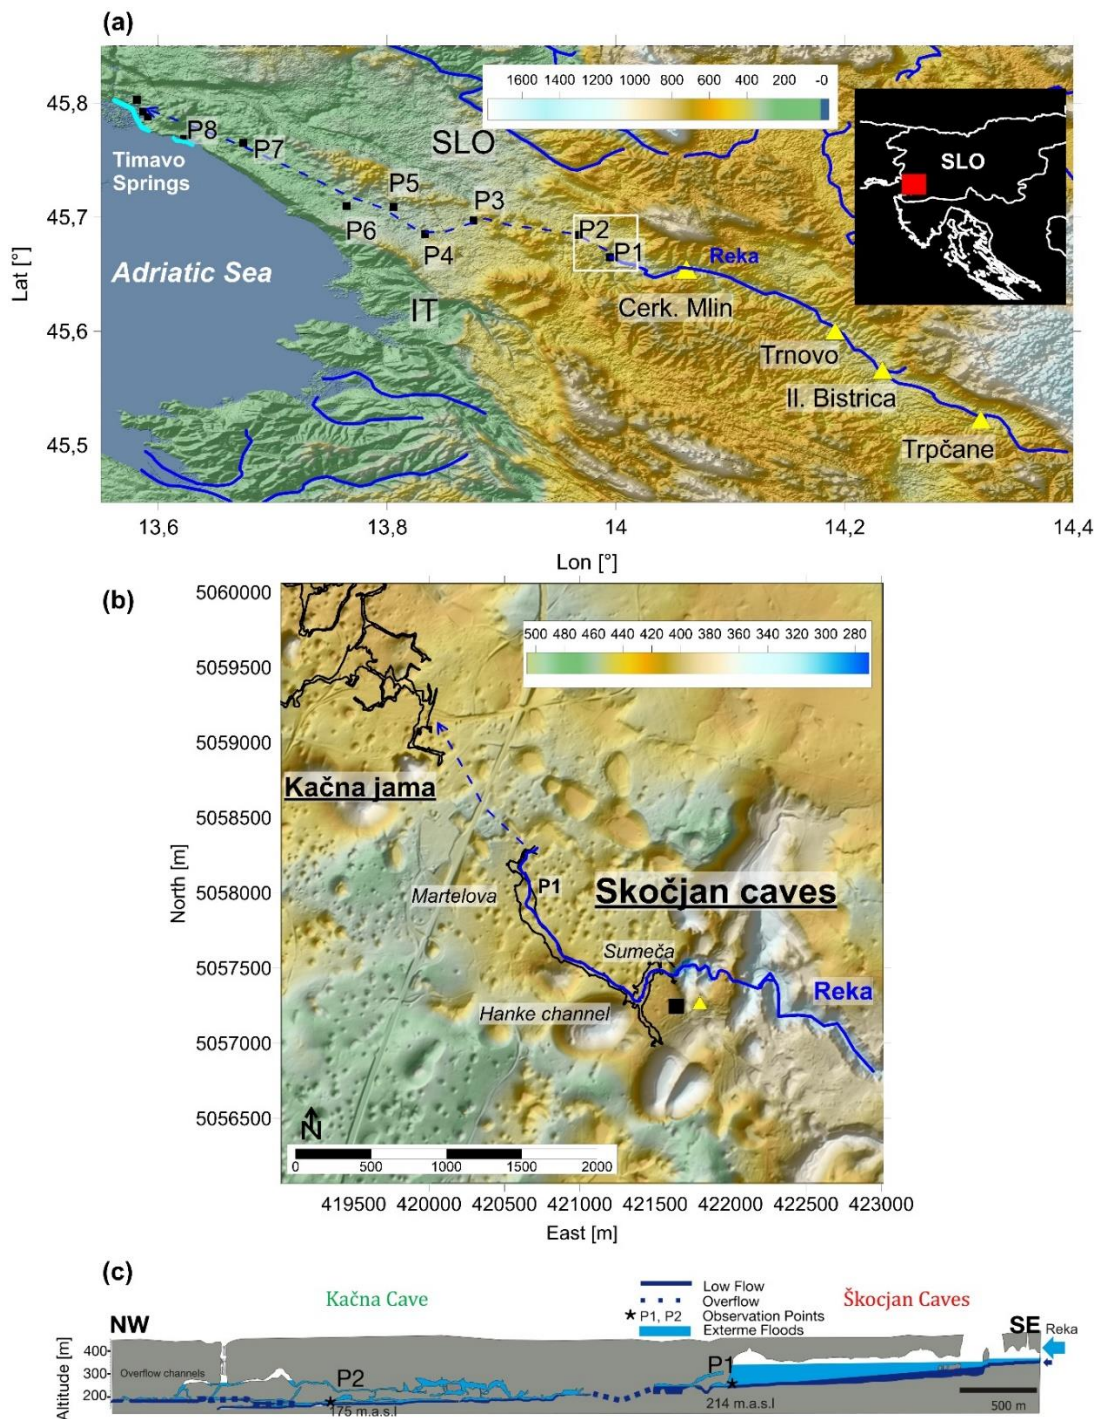 (a)
1600 1400 1200 1000 800 600 400 200 -0
45,8
45,7
45,6
45,5
Lat [°]
P8
P7
P5
P6
P4
P3
P2
P1
SLO
SLO
Timavo
Springs
Adriatic Sea
IT
Reka
Cerk. Mlin
Trnovo
Il. Bistrica
Trpčane
13,6 13,8 14 14,2 14,4
Lon [°]
(b)
5060000
5059500
5059000
5058500
5058000
5057500
5057000
5056500
North [m]
500 480 460 440 420 400 380 360 340 320 300 280
Kačna jama
Martelova
P1
Skočjan caves
Sumeča
Hanke channel
Reka
N
0 500 1000 1500 2000
419500 420000 420500 421000 421500 422000 422500 423000
East [m]
(c)
Kačna Cave
Low Flow
Overflow
P1, P2 Observation Points
Exterme Floods
Škocjan Caves
NW
SE
Reka
Altitude [m]
400
300
200
Overflow channels
P2
P1
175 m.a.s.l
214 m.a.s.l
500 m